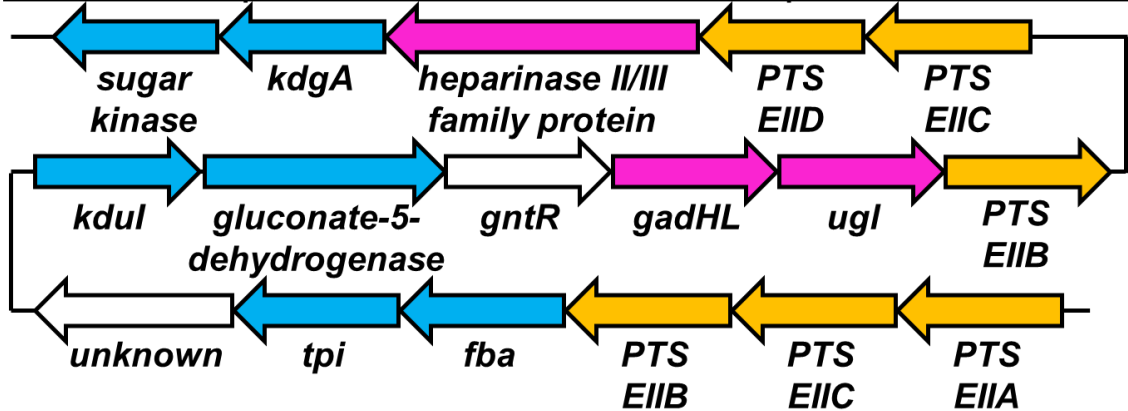 sugar kdgA heparinase II/III PTS PTS
kinase family protein EIID EIIC
kduI gluconate-5- gntR gadHL ugl PTS
dehydrogenase EIIB
unknown tpi fba PTS PTS PTS
EIIB EIIC EIIA